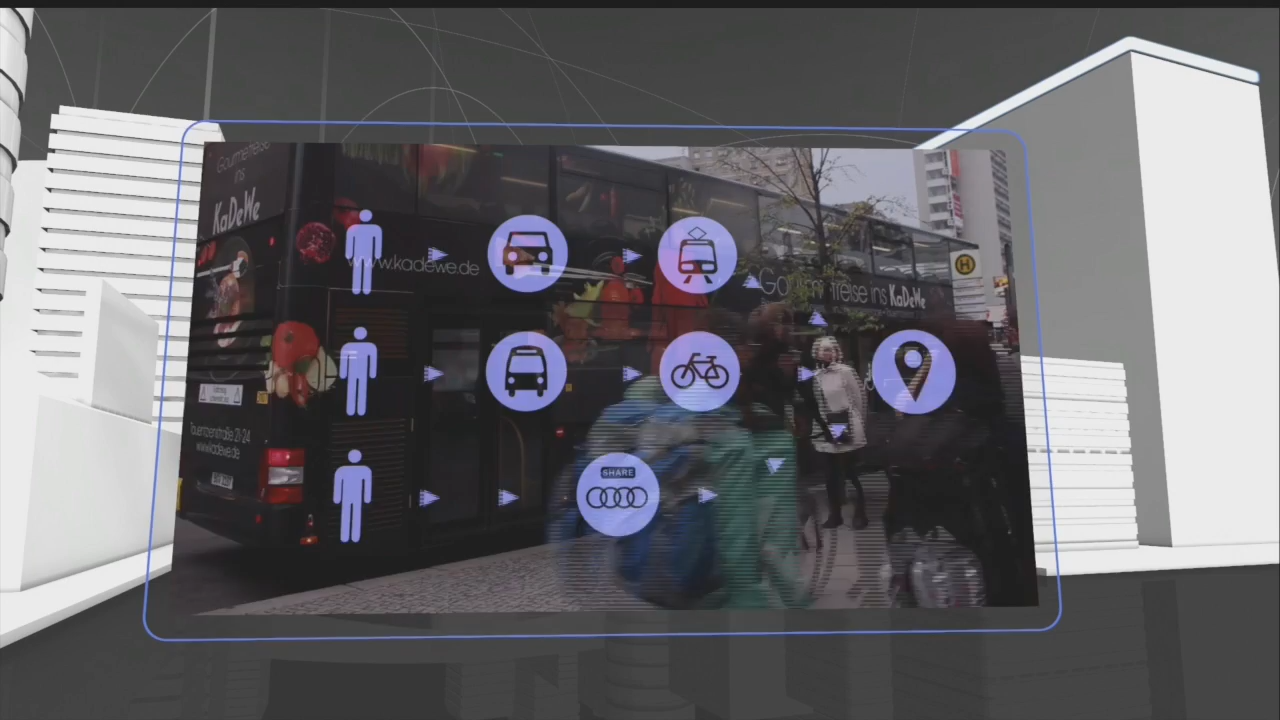 Gourmetreise
ins
KaDeWe
www.kadewe.de
Gourmetreise ins KaDeWe
H
Tauentzienstraße 21-24
www.kadewe.de
SHARE